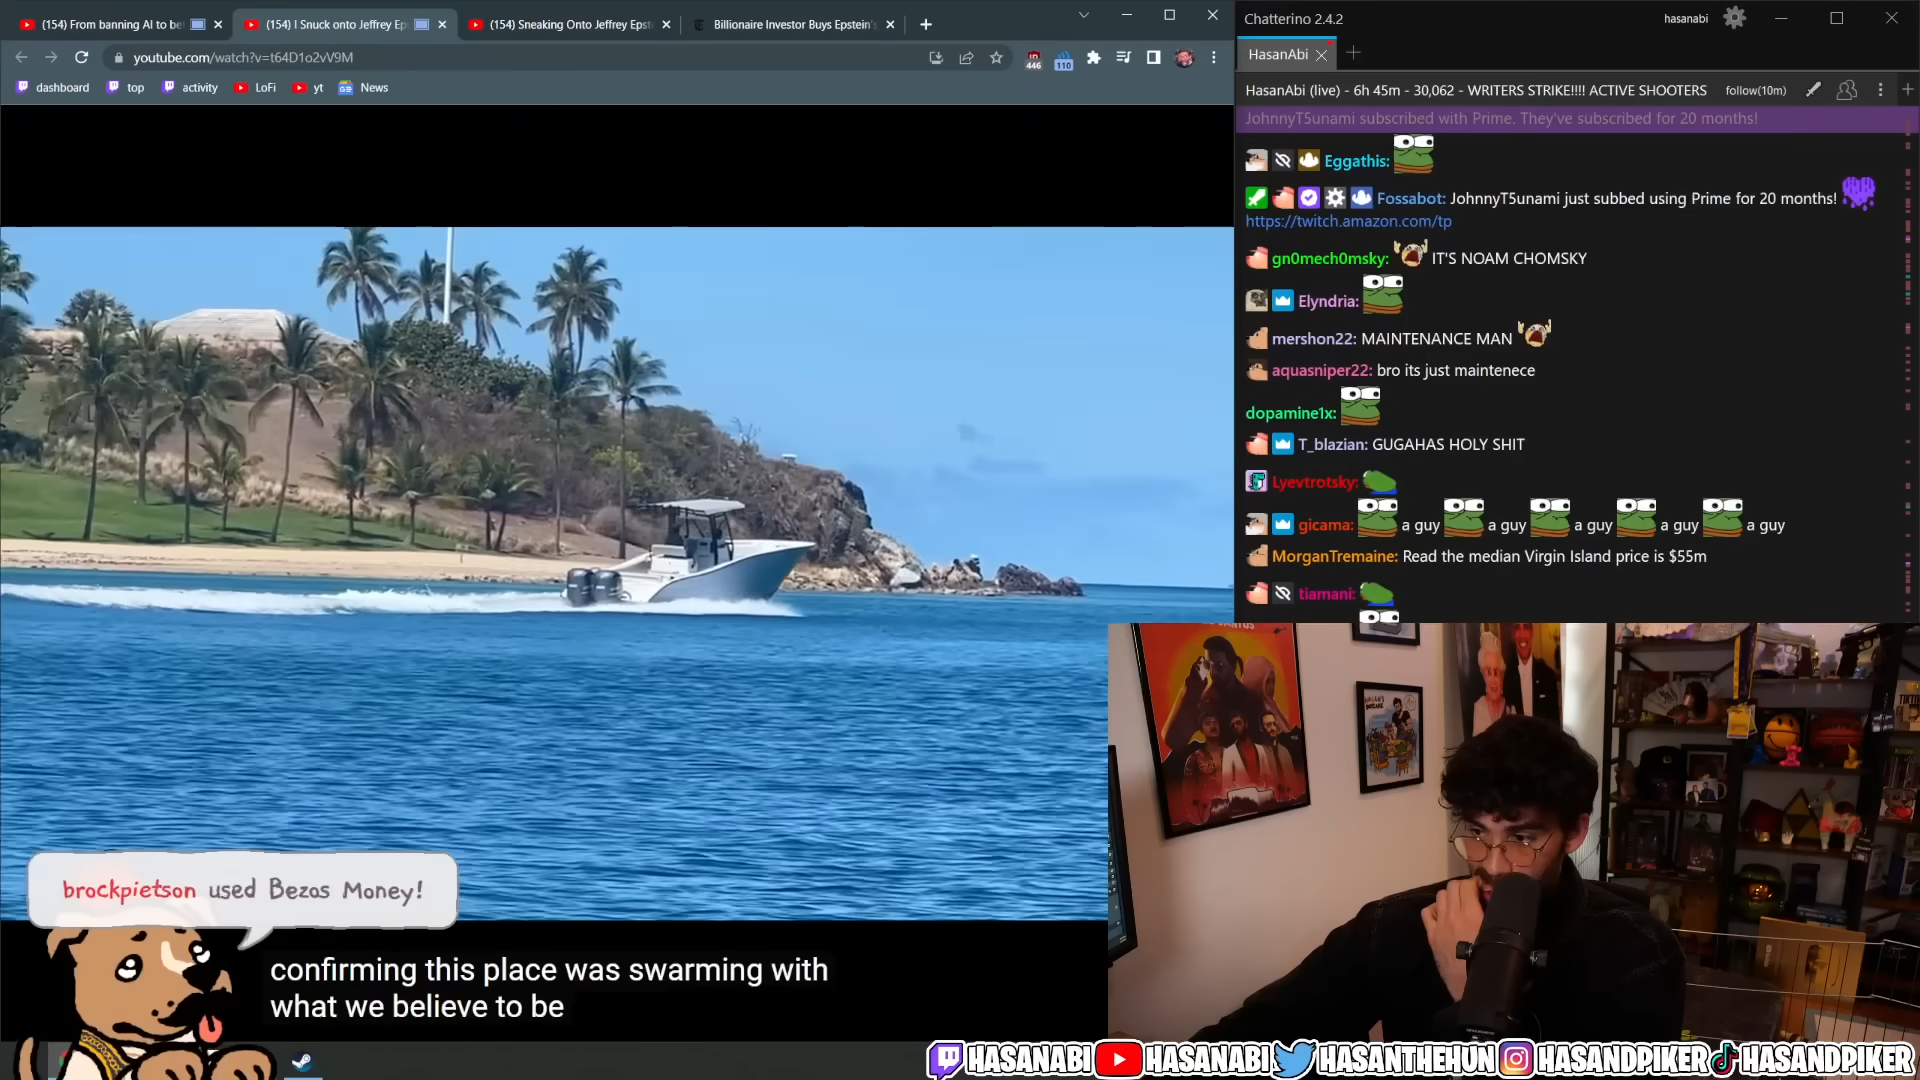 (154) From banning AI to be
(154) I Snuck onto Jeffrey Ep
(154) Sneaking Onto Jeffrey Epst
Billionaire Investor Buys Epstein's
youtube.com/watch?v=t64D1o2vV9M
446
110
dashboard
top
activity
LoFi
yt
News
Chatterino 2.4.2
hasanabi
HasanAbi
HasanAbi (live) - 6h 45m - 30,062 - WRITERS STRIKE!!!! ACTIVE SHOOTERS
follow(10m)
JohnnyT5unami subscribed with Prime. They've subscribed for 20 months!
Eggathis:
Fossabot: JohnnyT5unami just subbed using Prime for 20 months!
https://twitch.amazon.com/tp
gn0mech0msky: IT'S NOAM CHOMSKY
Elyndria:
mershon22: MAINTENANCE MAN
aquasniper22: bro its just maintenece
dopamine1x:
T_blazian: GUGAHAS HOLY SHIT
Lyevtrotsky:
gicama: a guy a guy a guy a guy a guy
MorganTremaine: Read the median Virgin Island price is $55m
tiamani:
brockpietson used Bezos Money!
confirming this place was swarming with
what we believe to be
HASANABI HASANABI HASANTHEHUN HASANDPIKER HASANDPIKER